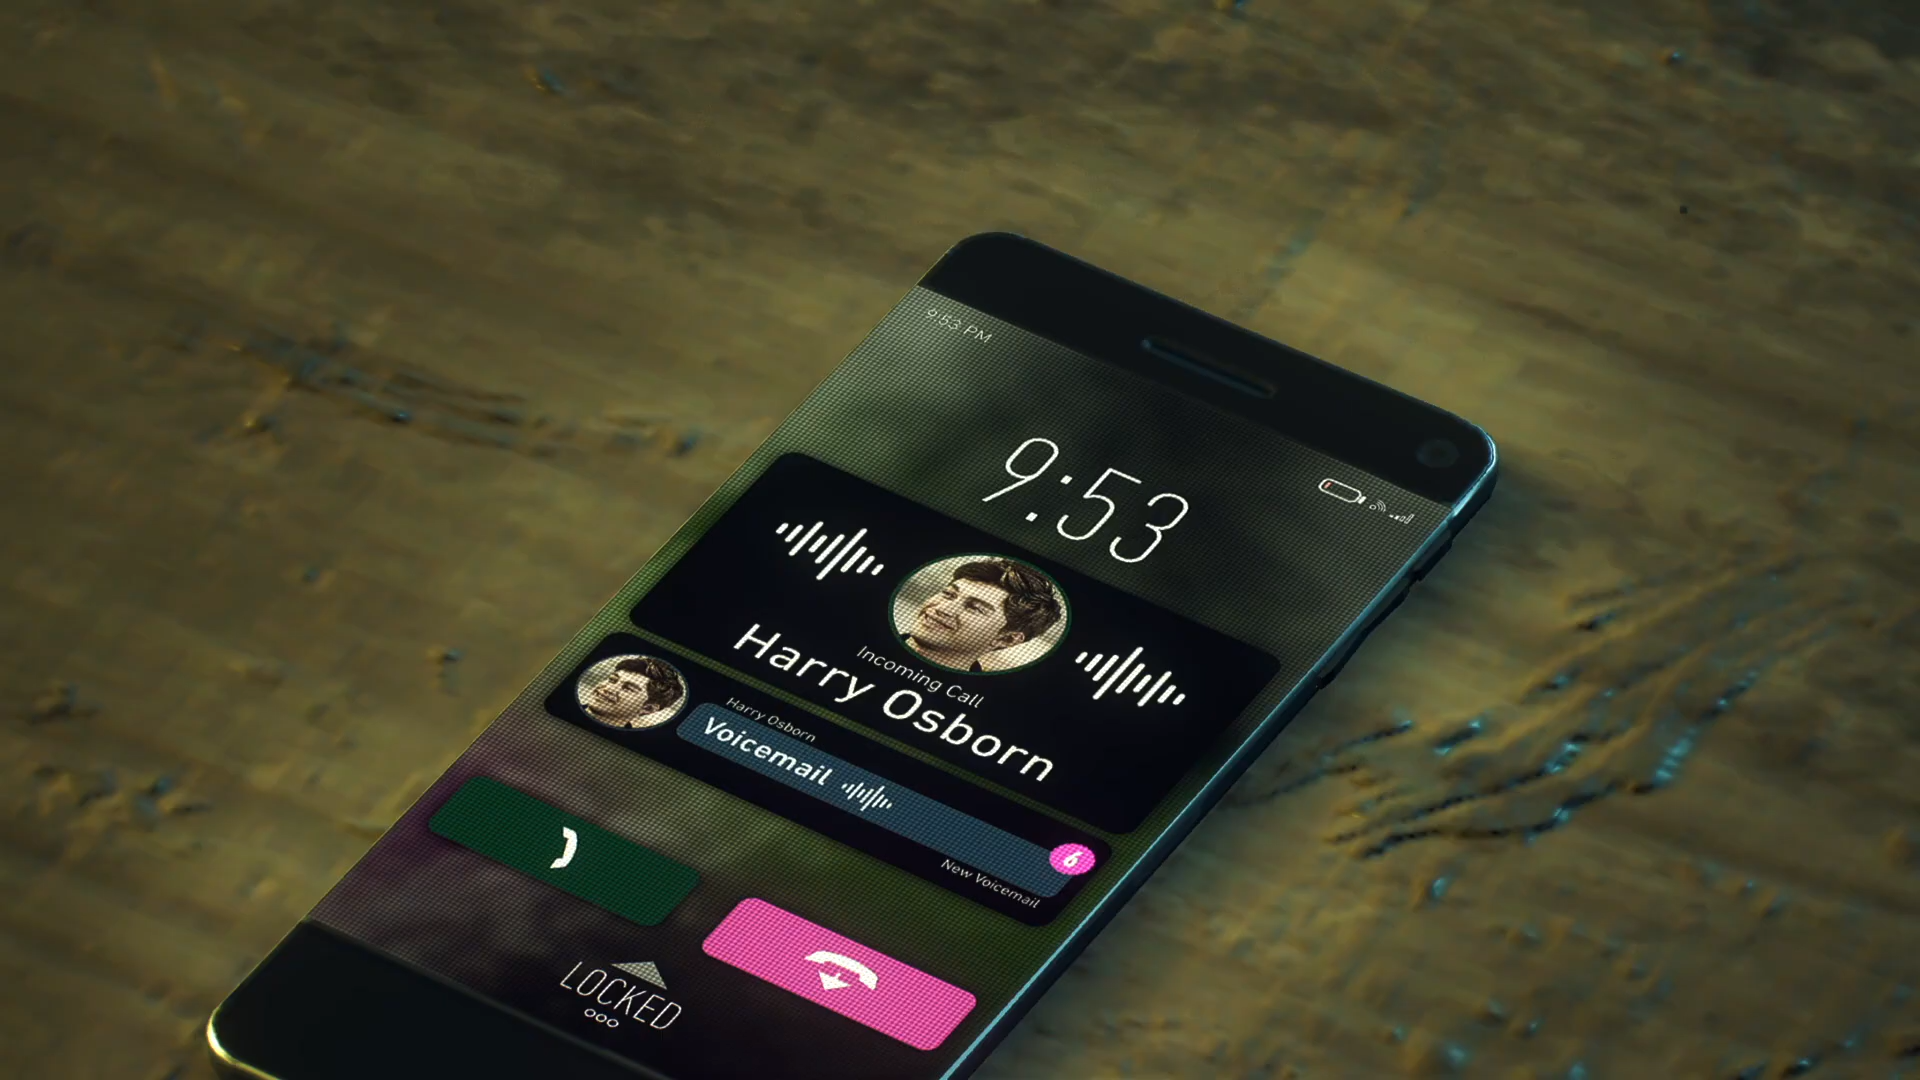 9:53 PM
9:53
Incoming Call
Harry Osborn
Harry Osborn
Voicemail
6
New Voicemail
LOCKED